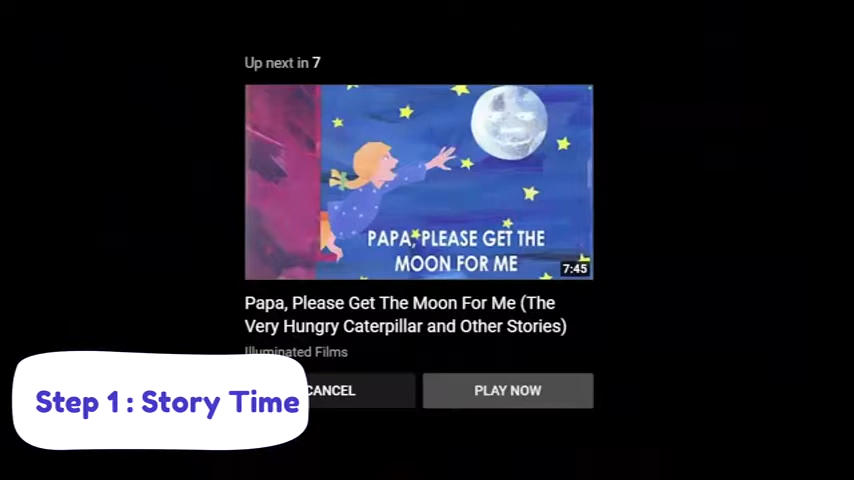 Up next in 7
PAPA, PLEASE GET THE
MOON FOR ME
7:45
Papa, Please Get The Moon For Me (The
Very Hungry Caterpillar and Other Stories)
Illuminated Films
CANCEL
PLAY NOW
Step 1 : Story Time